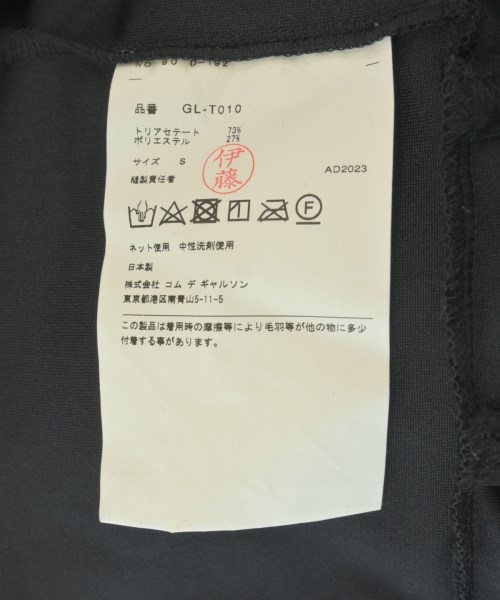 NO 90 D-192
品番 GL-T010
トリアセテート 73%
ポリエステル 27%
サイズ S
伊藤
縫製責任者
AD2023
F
ネット使用 中性洗剤使用
日本製
株式会社 コム デ ギャルソン
東京都港区南青山5-11-5
この製品は着用時の摩擦等により毛羽等が他の物に多少
付着する事があります。